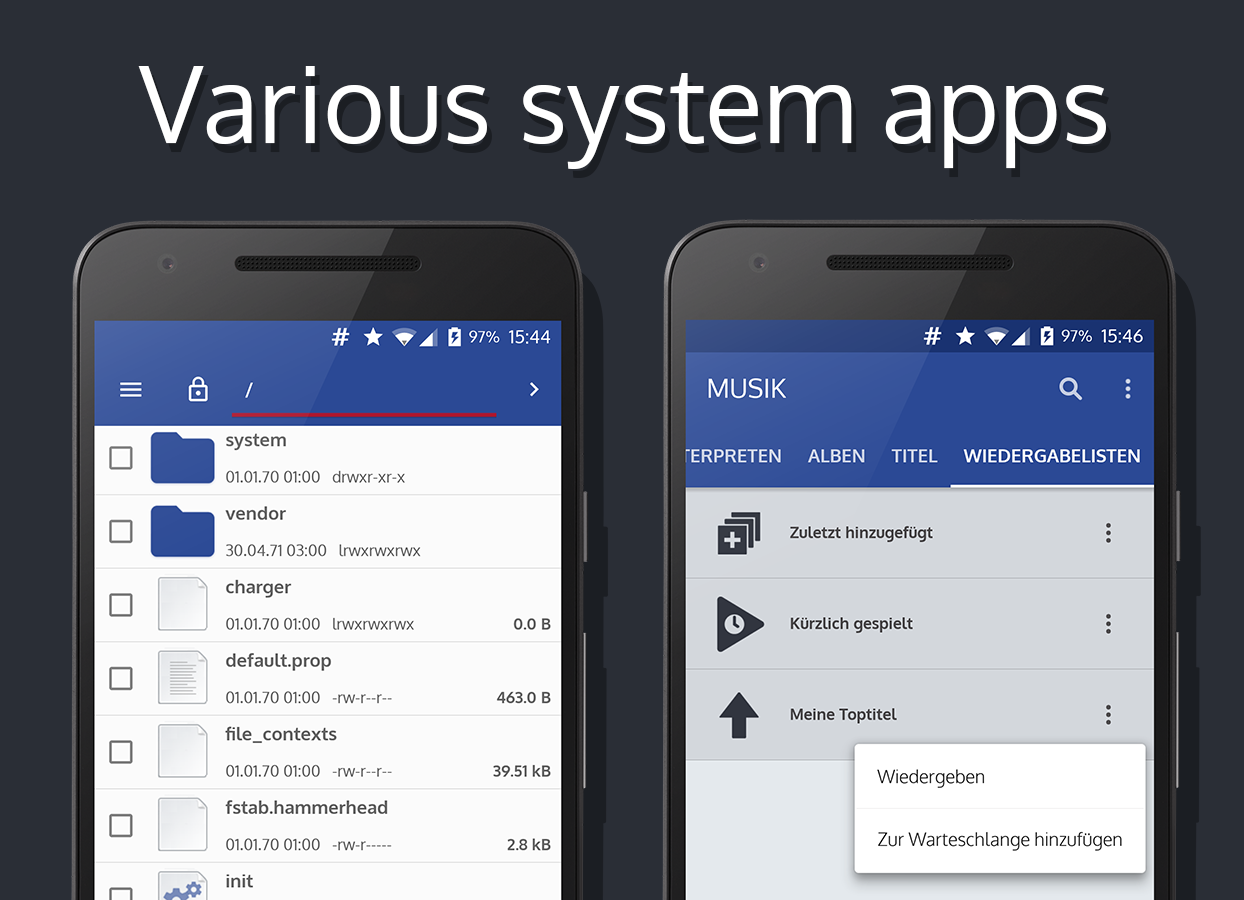 Various system apps
# 97% 15:44
/
system
01.01.70 01:00 drwxr-xr-x
vendor
30.04.71 03:00 lrwxrwxrwx
charger
01.01.70 01:00 lrwxrwxrwx 0.0 B
default.prop
01.01.70 01:00 -rw-r--r-- 463.0 B
file_contexts
01.01.70 01:00 -rw-r--r-- 39.51 kB
fstab.hammerhead
01.01.70 01:00 -rw-r----- 2.8 kB
init
# 97% 15:46
MUSIK
TERPRETEN ALBEN TITEL WIEDERGABELISTEN
Zuletzt hinzugefügt
Kürzlich gespielt
Meine Toptitel
Wiedergeben
Zur Warteschlange hinzufügen